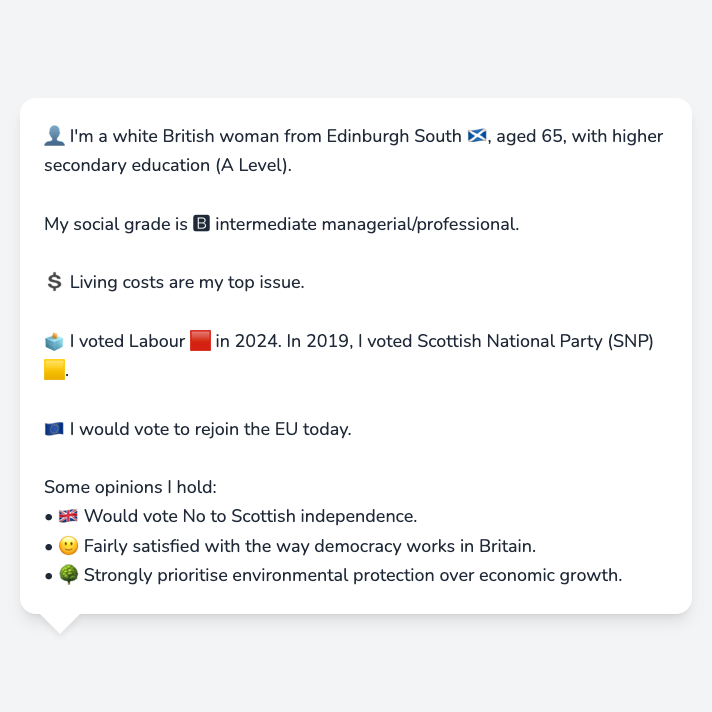 👤 I'm a white British woman from Edinburgh South 🏴󠁧󠁢󠁳󠁣󠁴󠁿, aged 65, with higher
secondary education (A Level).
My social grade is 🅱 intermediate managerial/professional.
💲 Living costs are my top issue.
🗳️ I voted Labour 🟥 in 2024. In 2019, I voted Scottish National Party (SNP)
🟨.
🇪🇺 I would vote to rejoin the EU today.
Some opinions I hold:
• 🇬🇧 Would vote No to Scottish independence.
• 🙂 Fairly satisfied with the way democracy works in Britain.
• 🌳 Strongly prioritise environmental protection over economic growth.